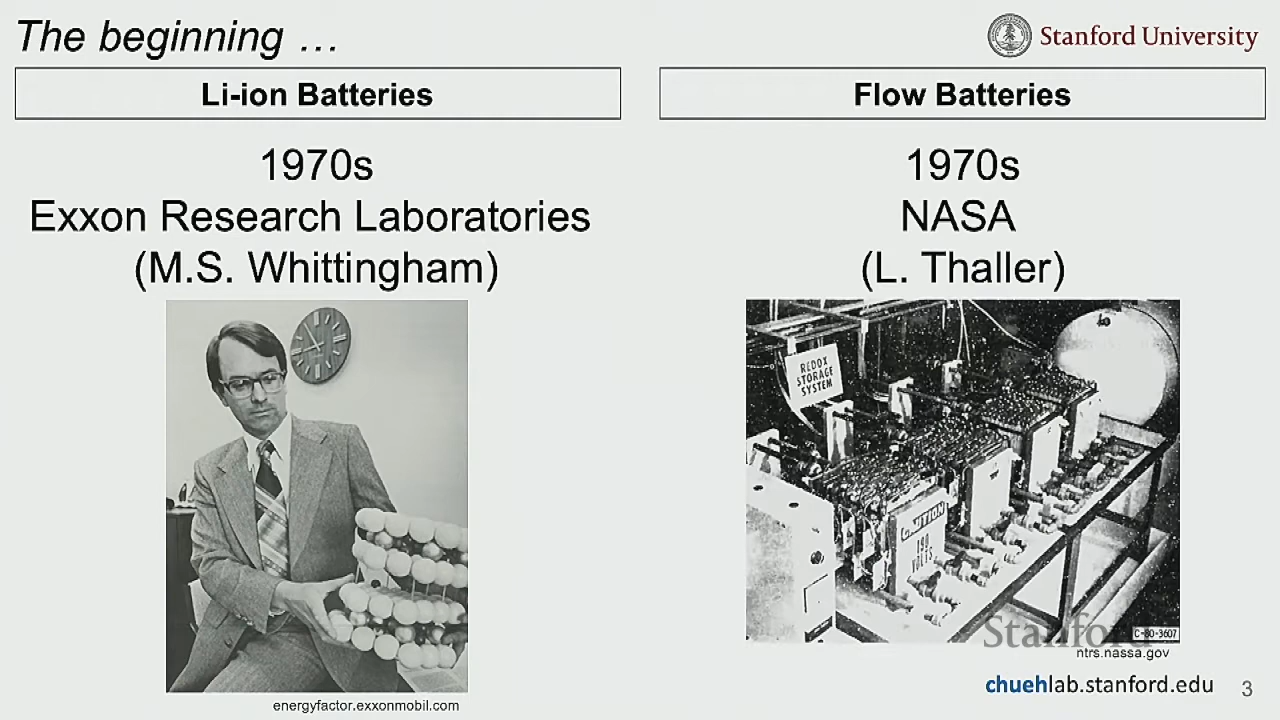 The beginning …
Stanford University
Li-ion Batteries
1970s
Exxon Research Laboratories
(M.S. Whittingham)
energyfactor.exxonmobil.com
Flow Batteries
1970s
NASA
(L. Thaller)
REDOX
STORAGE
SYSTEM
CAUTION
VOLTS
C-80-3607
Stanford
ntrs.nassa.gov
chuehlab.stanford.edu
3